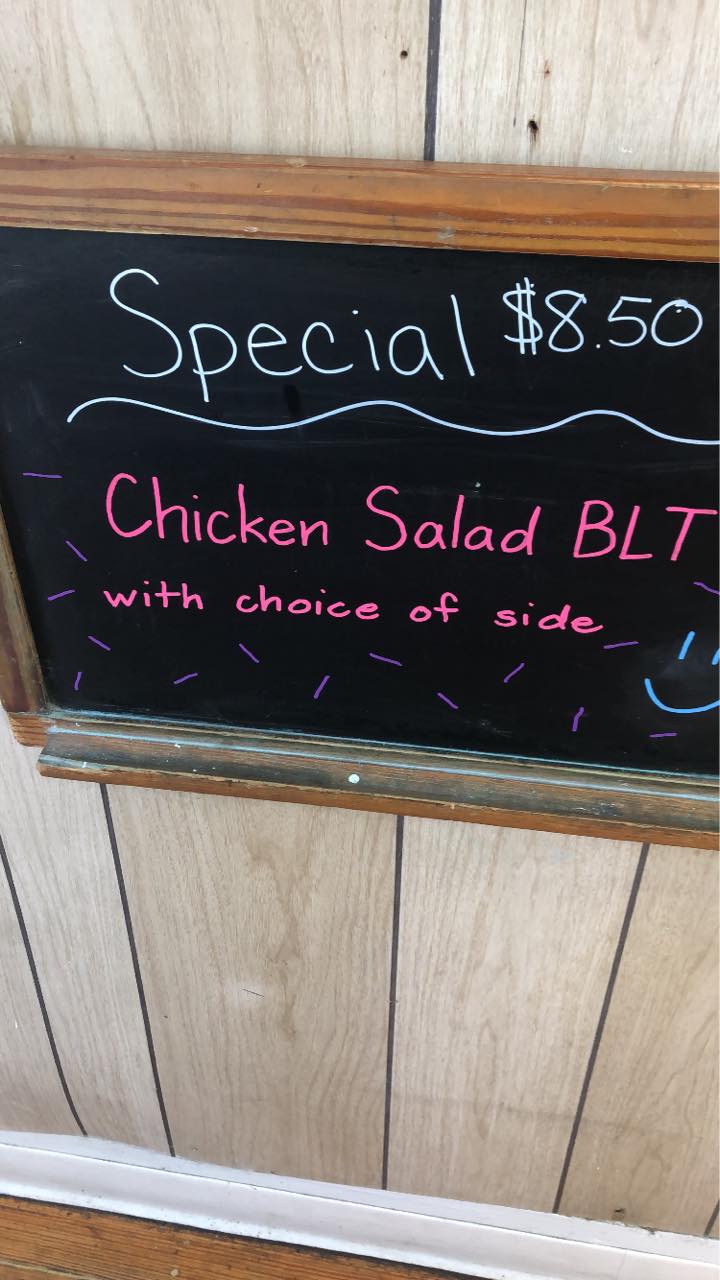 Special $8.50
Chicken Salad BLT
with choice of side